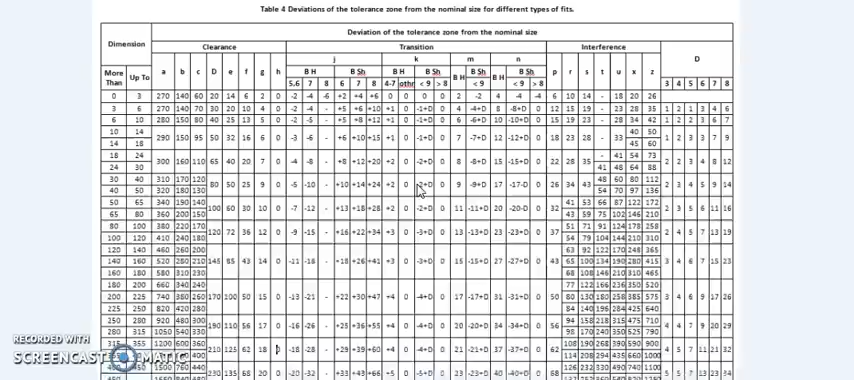 Table 4 Deviations of the tolerance zone from the nominal size for different types of fits.
Dimension
Deviation of the tolerance zone from the nominal size
Clearance Transition Interference D
More Than Up To a b c D e f g h j k m n p r s t u x z
B H B Sh B H B Sh B H B Sh B H B Sh
5,6 7 8 6 7 8 4-7 othr < 9 > 8 < 9 < 9 > 8 3 4 5 6 7 8
0 3 270 140 60 20 14 6 2 0 -2 -4 -6 +2 +4 +6 0 0 0 0 2 -2 4 -4 -4 6 10 14 - 18 20 26
3 6 270 140 70 30 20 10 4 0 -2 -4 - +5 +6 +10 +1 0 -1+D 0 4 -4+D 8 -8+D 0 12 15 19 - 23 28 35 1 2 1 3 4 6
6 10 280 150 80 40 25 13 5 0 -2 -5 - +5 +8 +12 +1 0 -1+D 0 6 -6+D 10 -10+D 0 15 19 23 - 28 34 42 1 2 3 3 6 7
10 14 290 150 95 50 32 16 6 0 -3 -6 - +6 +10 +15 +1 0 -1+D 0 7 -7+D 12 -12+D 0 18 23 28 - 33 40 50 1 2 3 3 7 9
14 18 45 60
18 24 300 160 110 65 40 20 7 0 -4 -8 - +8 +12 +20 +2 0 -2+D 0 8 -8+D 15 -15+D 0 22 28 35 - 41 54 73 2 2 3 4 8 12
24 30 41 48 64 88
30 40 310 170 120 80 50 25 9 0 -5 -10 - +10 +14 +24 +2 0 9 -9+D 17 -17-D 0 26 34 43 48 60 80 112 2 3 4 5 9 14
40 50 320 180 130 54 70 97 136
50 65 340 190 140 100 60 30 10 0 -7 -12 - +13 +18 +28 +2 0 -2+D 0 11 -11+D 20 -20-D 0 32 41 53 66 87 122 172 2 3 5 6 11 16
65 80 360 200 150 43 59 75 102 146 210
80 100 380 220 170 120 72 36 12 0 -9 -15 - +16 +22 +34 +3 0 -3+D 0 13 -13+D 23 -23+D 0 37 51 71 91 124 178 258 2 4 5 7 13 19
100 120 410 240 180 54 79 104 144 210 310
120 140 460 260 200 63 92 122 170 248 365
140 160 520 280 210 145 85 43 14 0 -11 -18 - +18 +26 +41 +3 0 -3+D 0 15 -15+D 27 -27+D 0 43 65 100 134 190 280 415 3 4 6 7 15 23
160 180 580 310 230 68 108 146 210 310 465
180 200 660 340 240 77 122 166 236 350 520
200 225 740 380 260 170 100 50 15 0 -13 -21 - +22 +30 +47 +4 0 -4+D 0 17 -17+D 31 -31+D 0 50 80 130 180 258 385 575 3 4 6 9 17 26
225 250 820 420 280 84 140 196 284 425 640
250 280 920 480 300 190 110 56 17 0 -16 -26 - +25 +36 +55 +4 0 -4+D 0 20 -20+D 34 -34+D 0 56 94 158 218 315 475 710 4 4 7 9 20 29
280 315 1050 540 330 98 170 240 350 525 790
315 355 1200 600 360 210 125 62 18 -18 -28 - +29 +39 +60 +4 0 -4+D 0 21 -21+D 37 -37+D 0 62 108 190 268 390 590 900 4 5 7 11 21 32
400 114 208 294 435 660 1000
450 1500 760 440 230 135 68 20 0 -20 -32 - +33 +43 +66 +5 0 -5+D 0 23 -23+D 40 -40+D 0 68 126 232 330 490 740 1100
RECORDED WITH
SCREENCAST MATIC